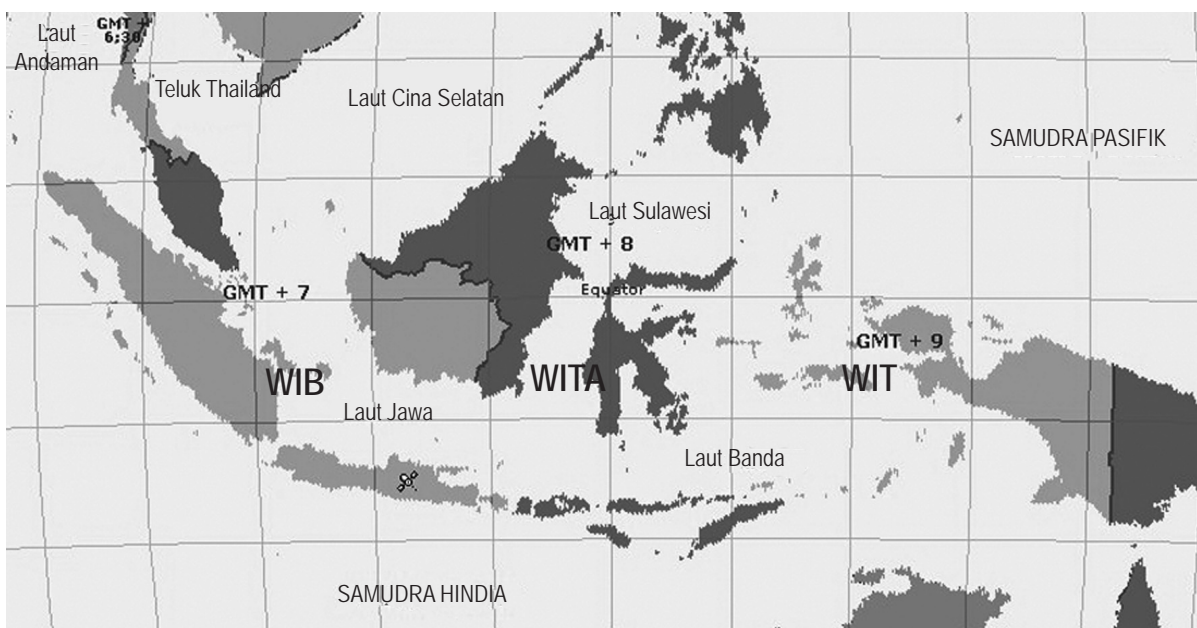 GMT +
6:30
Laut
Andaman
Teluk Thailand
Laut Cina Selatan
SAMUDRA PASIFIK
Laut Sulawesi
GMT + 8
GMT + 7
Equator
GMT + 9
WIB
WITA
WIT
Laut Jawa
Laut Banda
SAMUDRA HINDIA